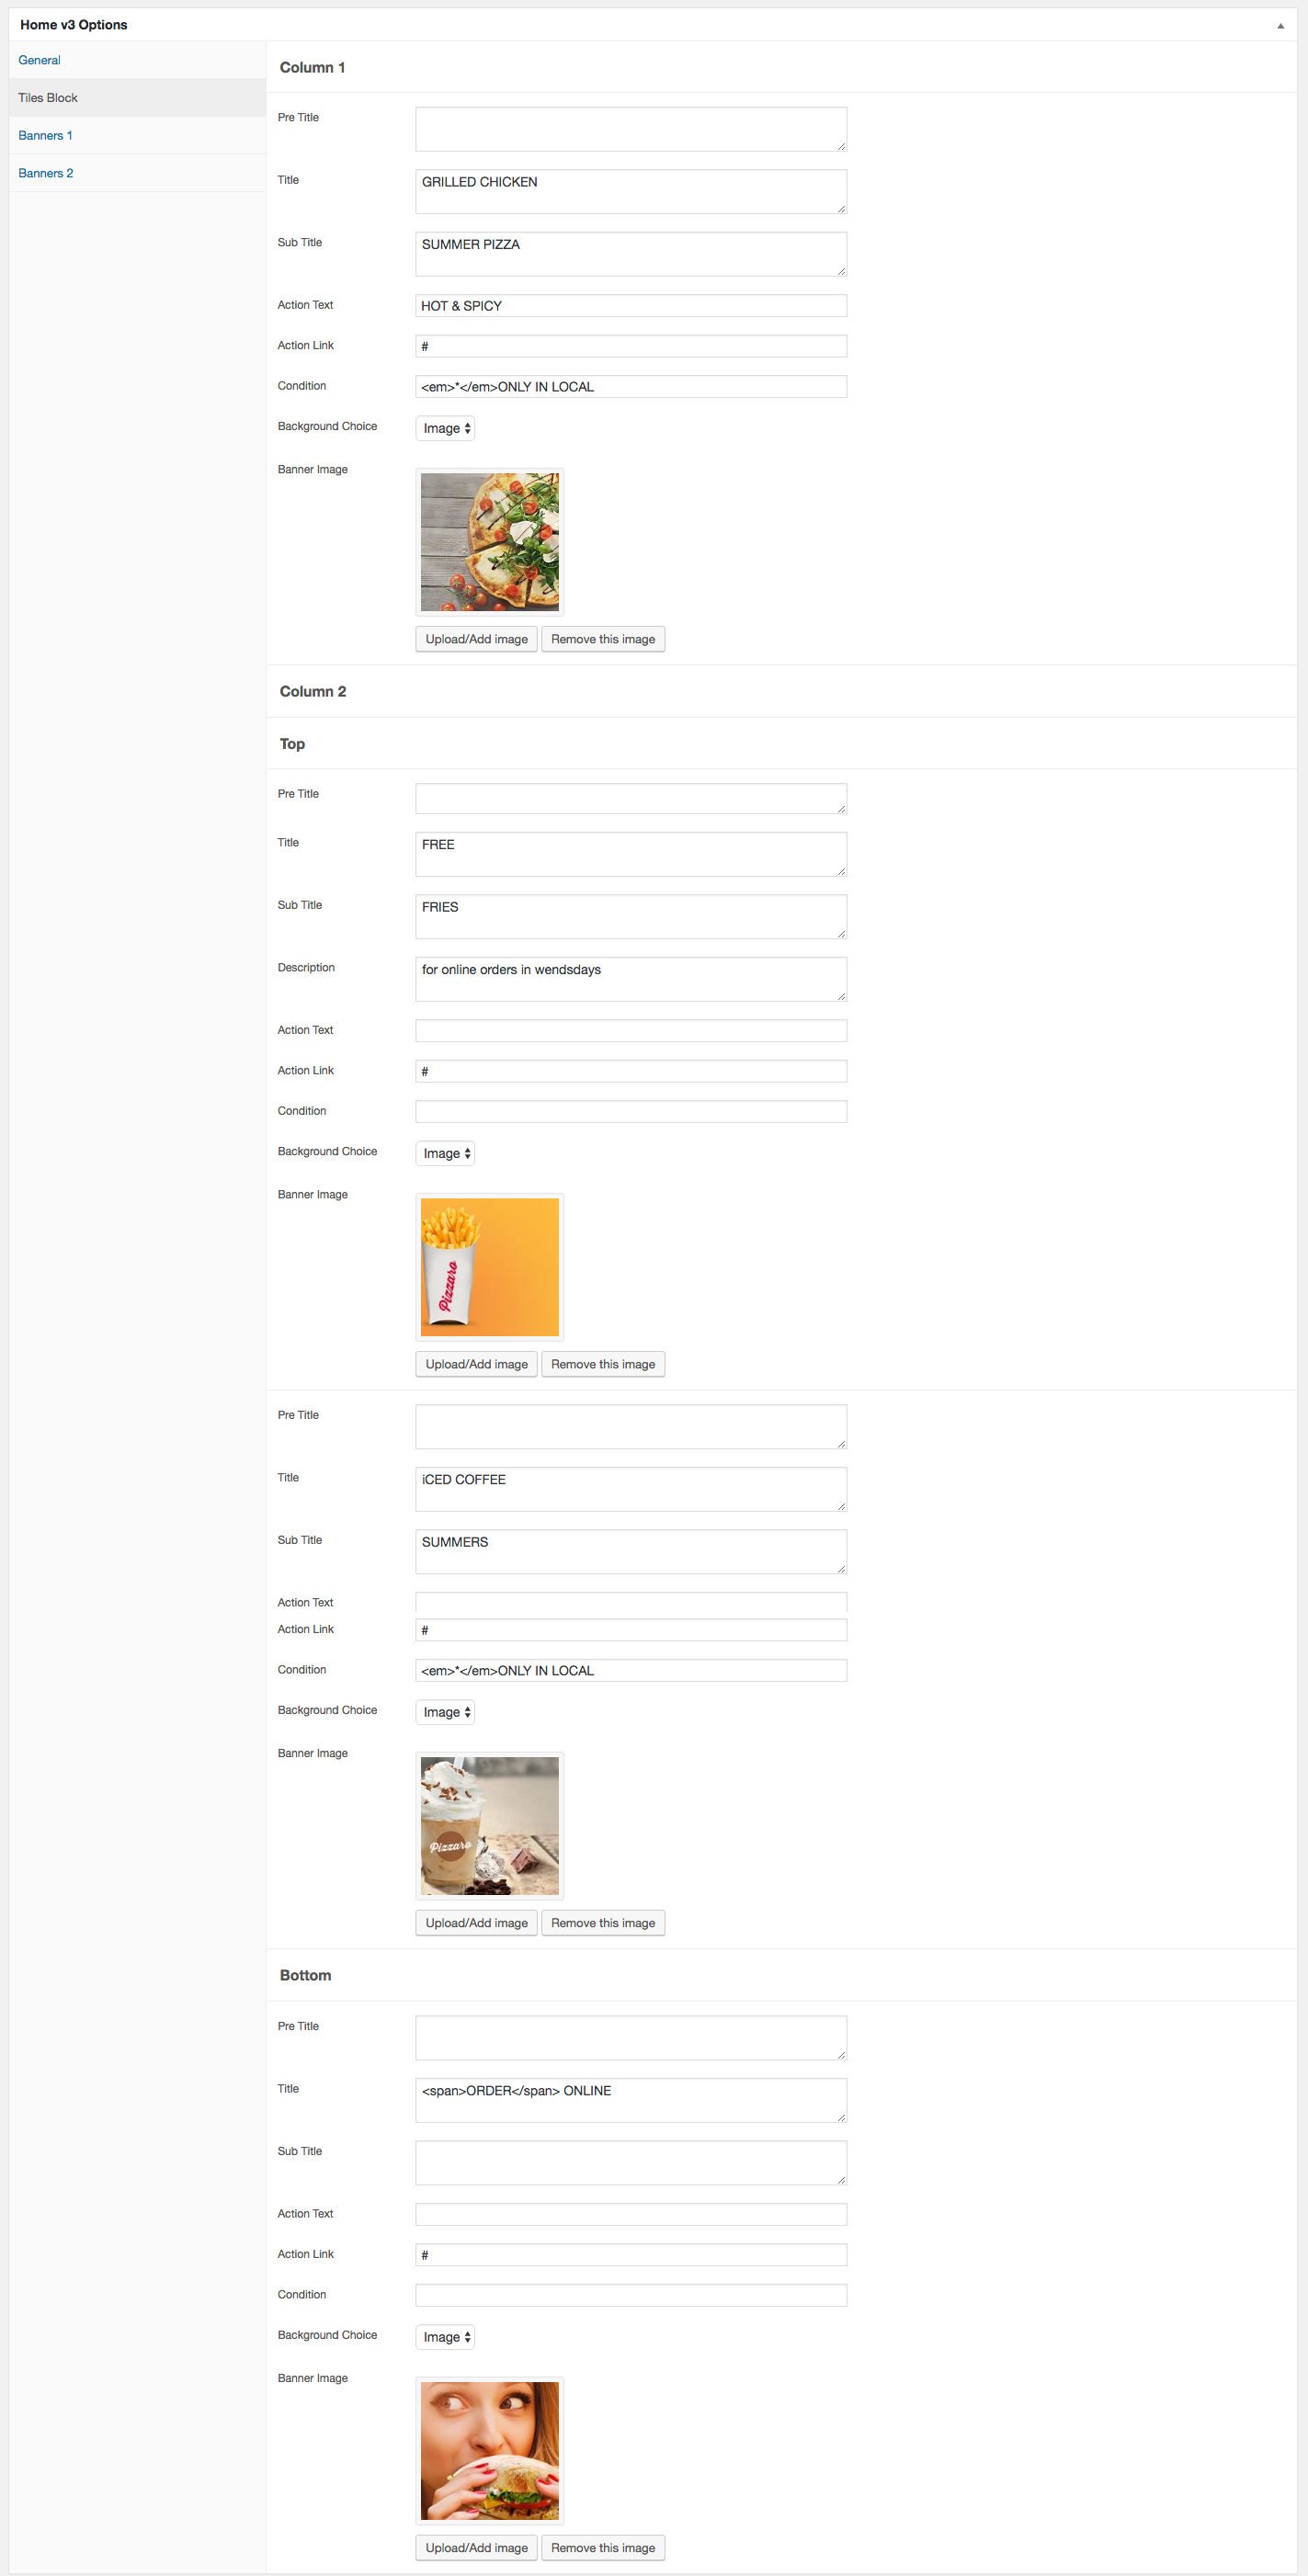 Home v3 Options
General
Tiles Block
Banners 1
Banners 2
Column 1
Pre Title
Title
GRILLED CHICKEN
Sub Title
SUMMER PIZZA
Action Text
HOT & SPICY
Action Link
#
Condition
<em>*</em>ONLY IN LOCAL
Background Choice
Image
Banner Image
Upload/Add image
Remove this image
Column 2
Top
Pre Title
Title
FREE
Sub Title
FRIES
Description
for online orders in wendsdays
Action Text
Action Link
#
Condition
Background Choice
Image
Banner Image
Pizzaro
Upload/Add image
Remove this image
Pre Title
Title
iCED COFFEE
Sub Title
SUMMERS
Action Text
Action Link
#
Condition
<em>*</em>ONLY IN LOCAL
Background Choice
Image
Banner Image
Pizzaro
Upload/Add image
Remove this image
Bottom
Pre Title
Title
<span>ORDER</span> ONLINE
Sub Title
Action Text
Action Link
#
Condition
Background Choice
Image
Banner Image
Upload/Add image
Remove this image